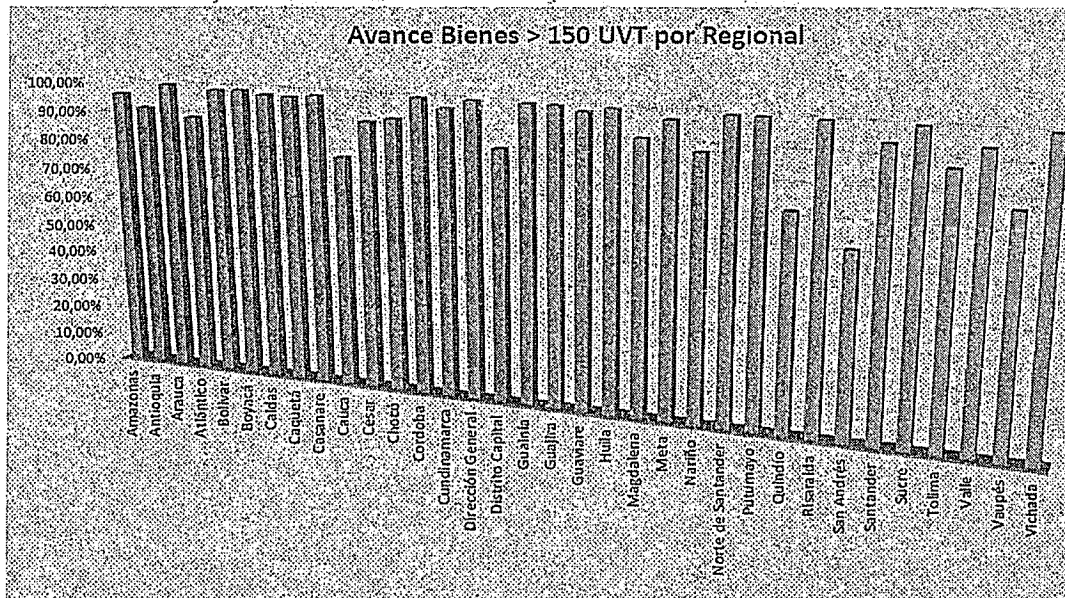 Avance Bienes > 150 UVT por Regional
100,00%
90,00%
80,00%
70,00%
60,00%
50,00%
40,00%
30,00%
20,00%
10,00%
0,00%
Amazonas
Antioquia
Arauca
Atlántico
Bolívar
Boyacá
Caldas
Caquetá
Casanare
Cauca
Cesar
Chocó
Córdoba
Cundinamarca
Dirección General
Distrito Capital
Guainía
Guajira
Guaviare
Huila
Magdalena
Meta
Nariño
Norte de Santander
Putumayo
Quindío
Risaralda
San Andrés
Santander
Sucre
Tolima
Valle
Vaupés
Vichada